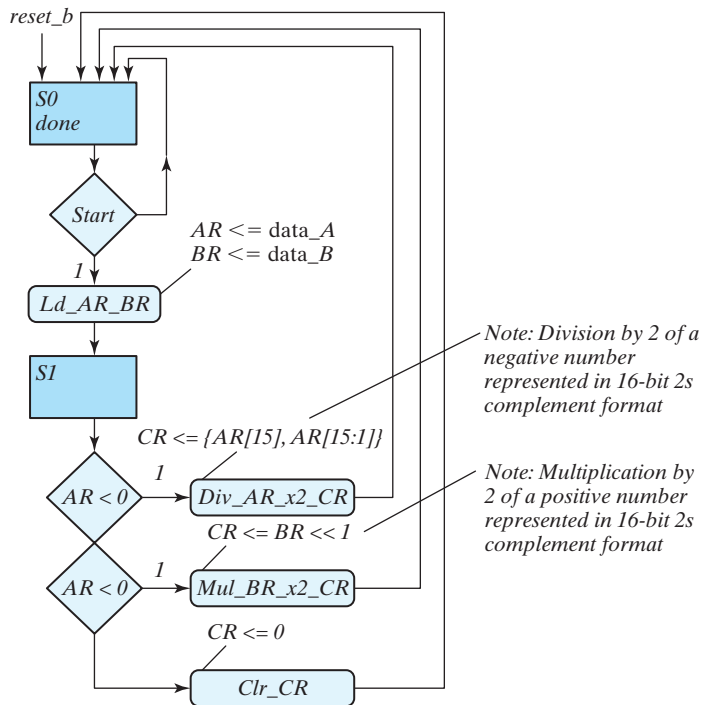 reset_b
S0
done
Start
AR <= data_A
BR <= data_B
1
Ld_AR_BR
S1
Note: Division by 2 of a
negative number
represented in 16-bit 2s
complement format
CR <= {AR[15], AR[15:1]}
AR < 0
1
Div_AR_x2_CR
Note: Multiplication by
2 of a positive number
represented in 16-bit 2s
complement format
CR <= BR << 1
AR < 0
1
Mul_BR_x2_CR
CR <= 0
Clr_CR